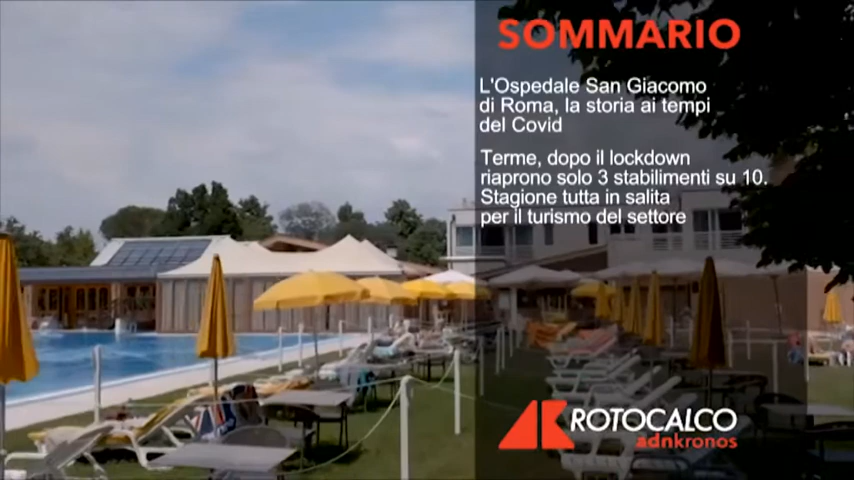 SOMMARIO
L'Ospedale San Giacomo
di Roma, la storia ai tempi
del Covid
Terme, dopo il lockdown
riaprono solo 3 stabilimenti su 10.
Stagione tutta in salita
per il turismo del settore
ROTOCALCO
adnkronos